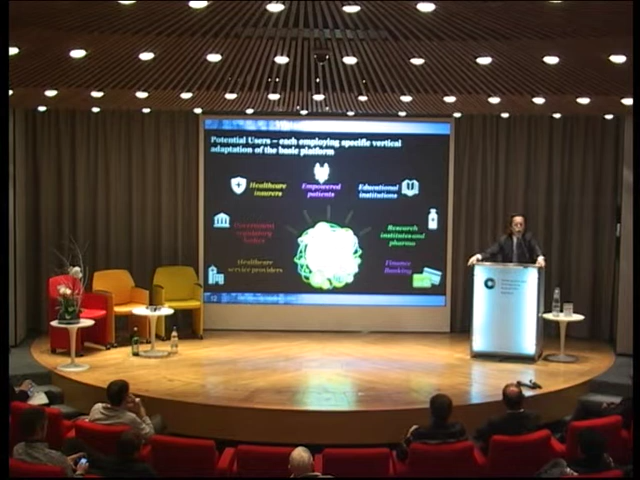 Potential Users – each employing specific vertical
adaptation of the basic platform
Healthcare
insurers
Empowered
patients
Educational
institutions
Research
institutes and
pharma
Healthcare
service providers
Finance
Banking
12